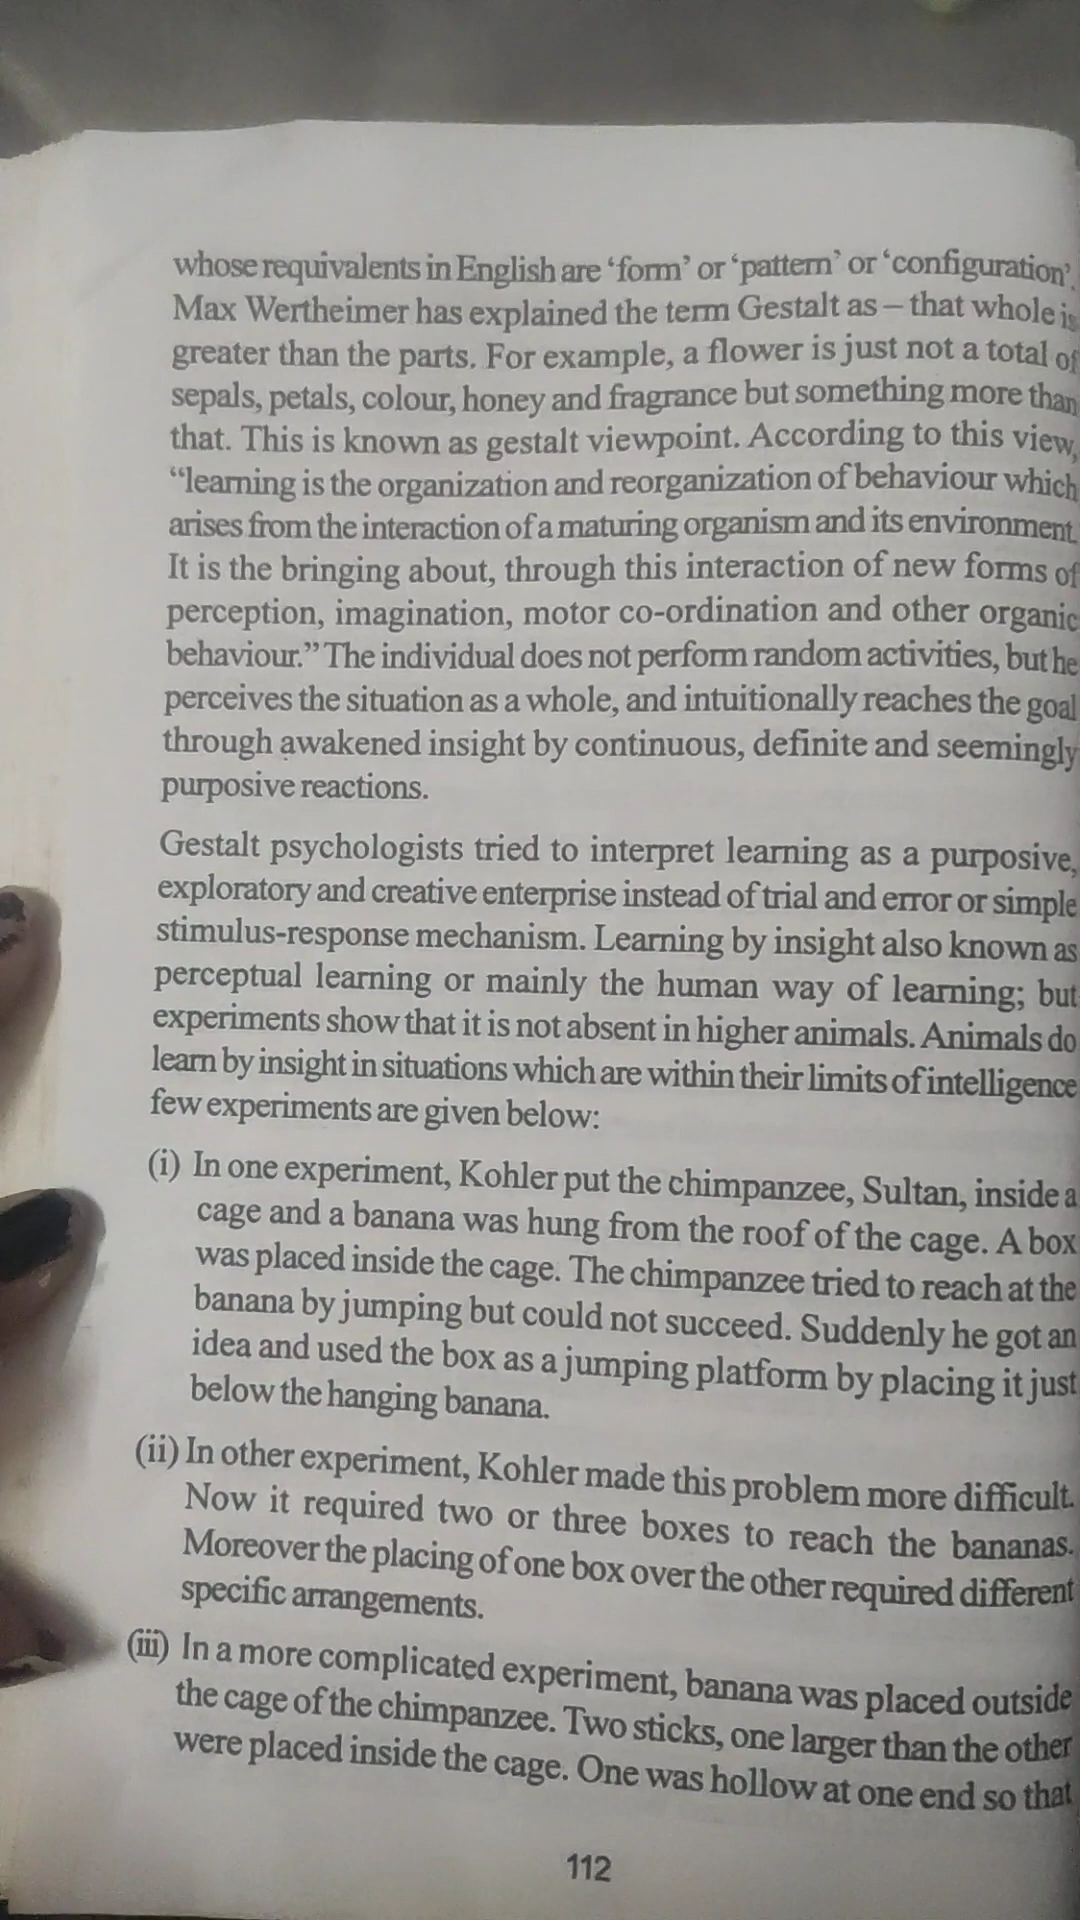 whose requivalents in English are ‘form’ or ‘pattern’ or ‘configuration’.
Max Wertheimer has explained the term Gestalt as – that whole is
greater than the parts. For example, a flower is just not a total of
sepals, petals, colour, honey and fragrance but something more than
that. This is known as gestalt viewpoint. According to this view,
“learning is the organization and reorganization of behaviour which
arises from the interaction of a maturing organism and its environment.
It is the bringing about, through this interaction of new forms of
perception, imagination, motor co-ordination and other organic
behaviour.” The individual does not perform random activities, but he
perceives the situation as a whole, and intuitionally reaches the goal
through awakened insight by continuous, definite and seemingly
purposive reactions.
Gestalt psychologists tried to interpret learning as a purposive,
exploratory and creative enterprise instead of trial and error or simple
stimulus-response mechanism. Learning by insight also known as
perceptual learning or mainly the human way of learning; but
experiments show that it is not absent in higher animals. Animals do
learn by insight in situations which are within their limits of intelligence
few experiments are given below:
(i) In one experiment, Kohler put the chimpanzee, Sultan, inside a
cage and a banana was hung from the roof of the cage. A box
was placed inside the cage. The chimpanzee tried to reach at the
banana by jumping but could not succeed. Suddenly he got an
idea and used the box as a jumping platform by placing it just
below the hanging banana.
(ii) In other experiment, Kohler made this problem more difficult.
Now it required two or three boxes to reach the bananas.
Moreover the placing of one box over the other required different
specific arrangements.
(iii) In a more complicated experiment, banana was placed outside
the cage of the chimpanzee. Two sticks, one larger than the other
were placed inside the cage. One was hollow at one end so that
112